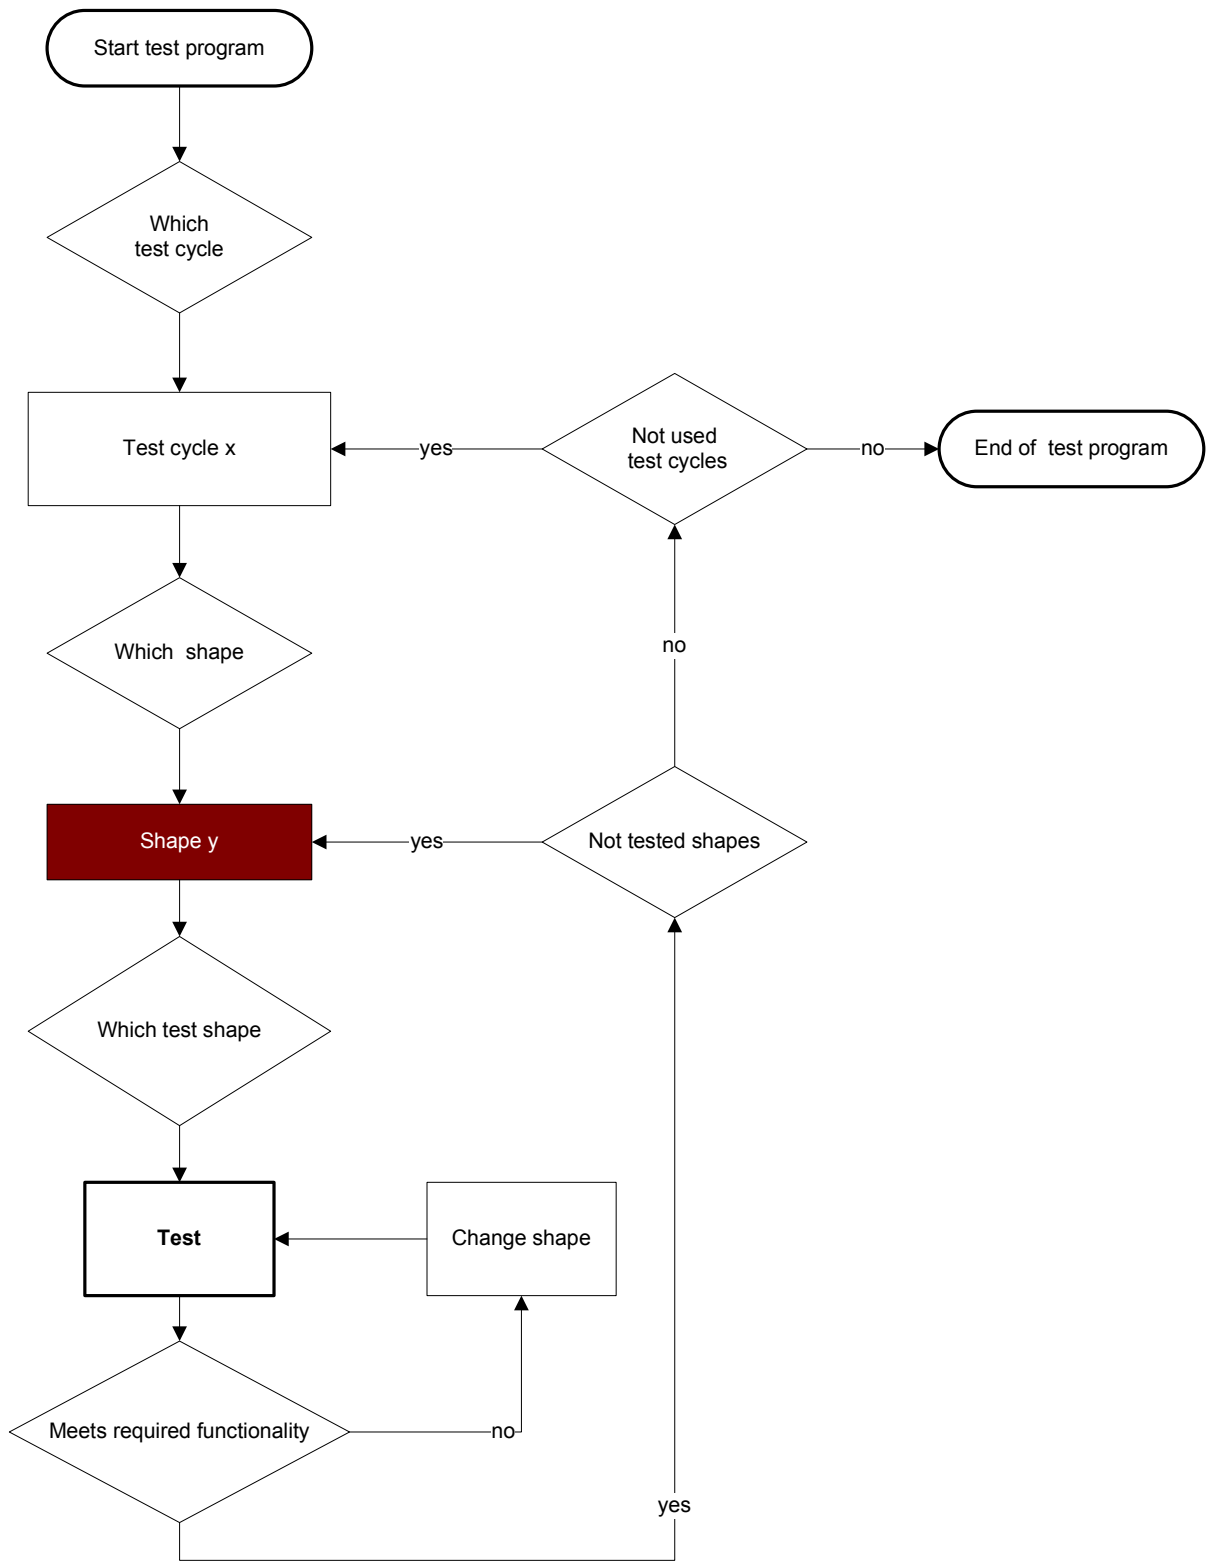 Start test program
Which
test cycle
Test cycle x
yes
Not used
test cycles
no
End of test program
Which shape
no
Shape y
yes
Not tested shapes
Which test shape
Test
Change shape
Meets required functionality
no
yes